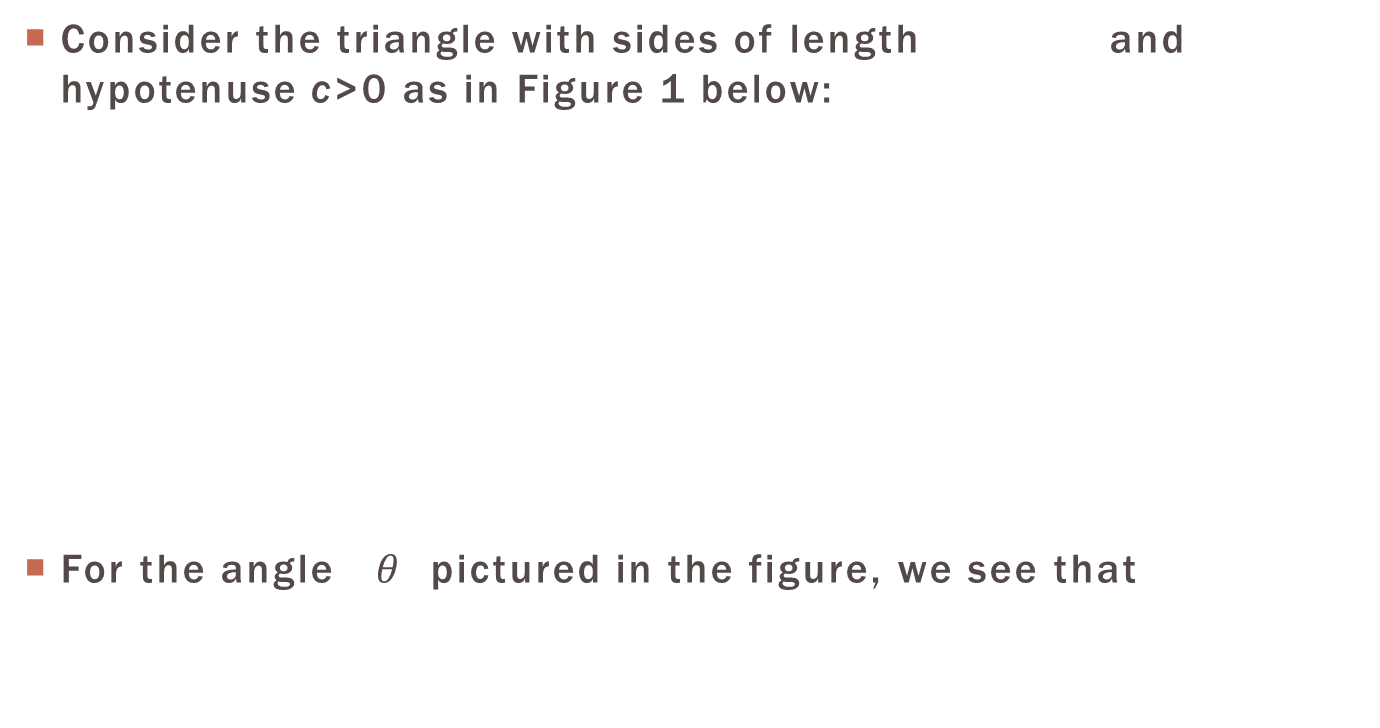 ▪ Consider the triangle with sides of length and
hypotenuse c>0 as in Figure 1 below:
▪ For the angle θ pictured in the figure, we see that